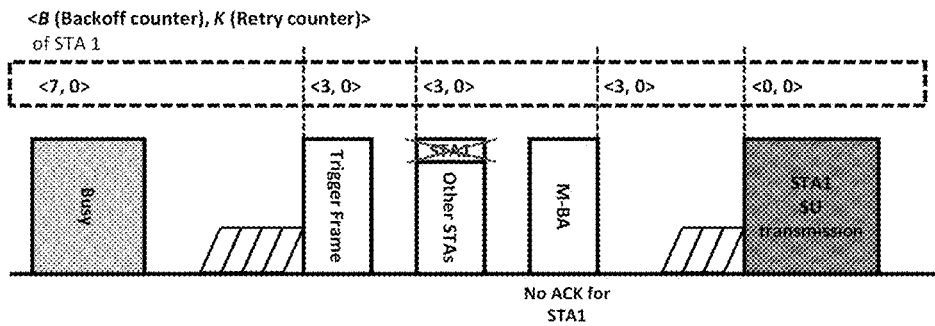 <B (Backoff counter), K (Retry counter)>
of STA 1
<7, 0>
<3, 0>
<3, 0>
<3, 0>
<0, 0>
Busy
Trigger Frame
STA1
Other STAs
M-BA
STA1
SU
transmission
No ACK for
STA1